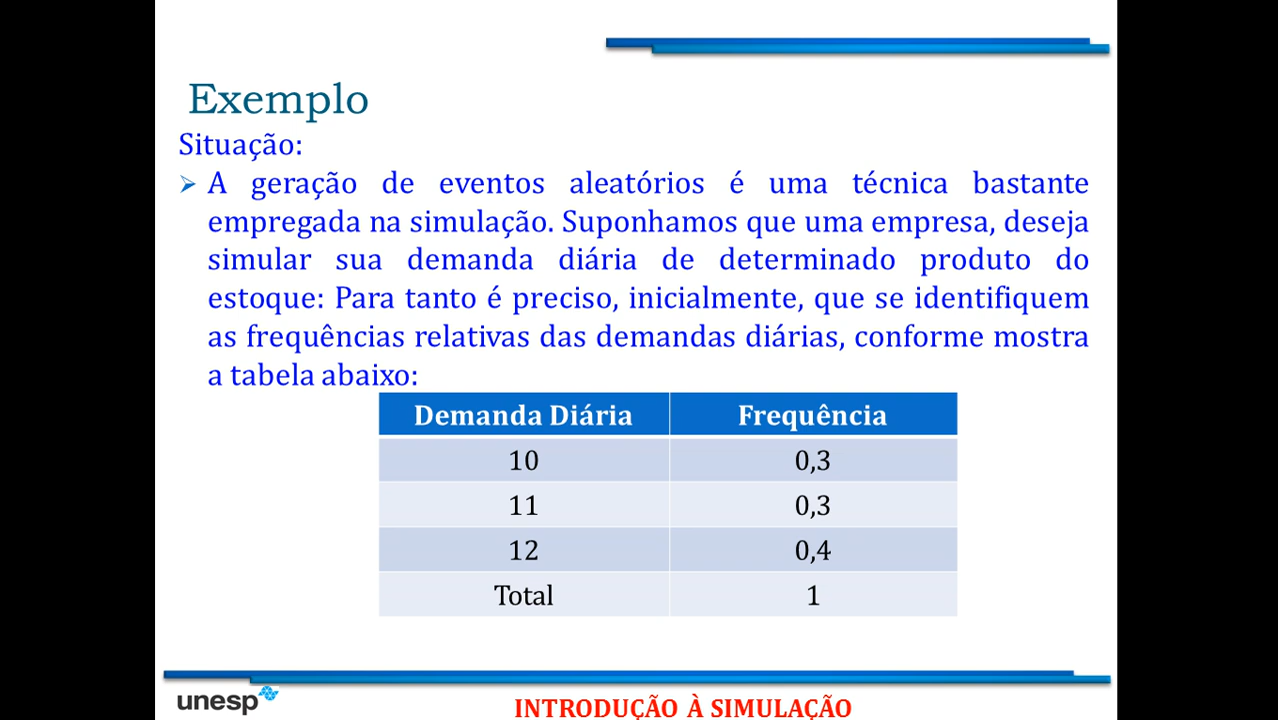 Exemplo
Situação:
A geração de eventos aleatórios é uma técnica bastante
empregada na simulação. Suponhamos que uma empresa, deseja
simular sua demanda diária de determinado produto do
estoque: Para tanto é preciso, inicialmente, que se identifiquem
as frequências relativas das demandas diárias, conforme mostra
a tabela abaixo:
Demanda Diária Frequência
10 0,3
11 0,3
12 0,4
Total 1
unesp
INTRODUÇÃO À SIMULAÇÃO